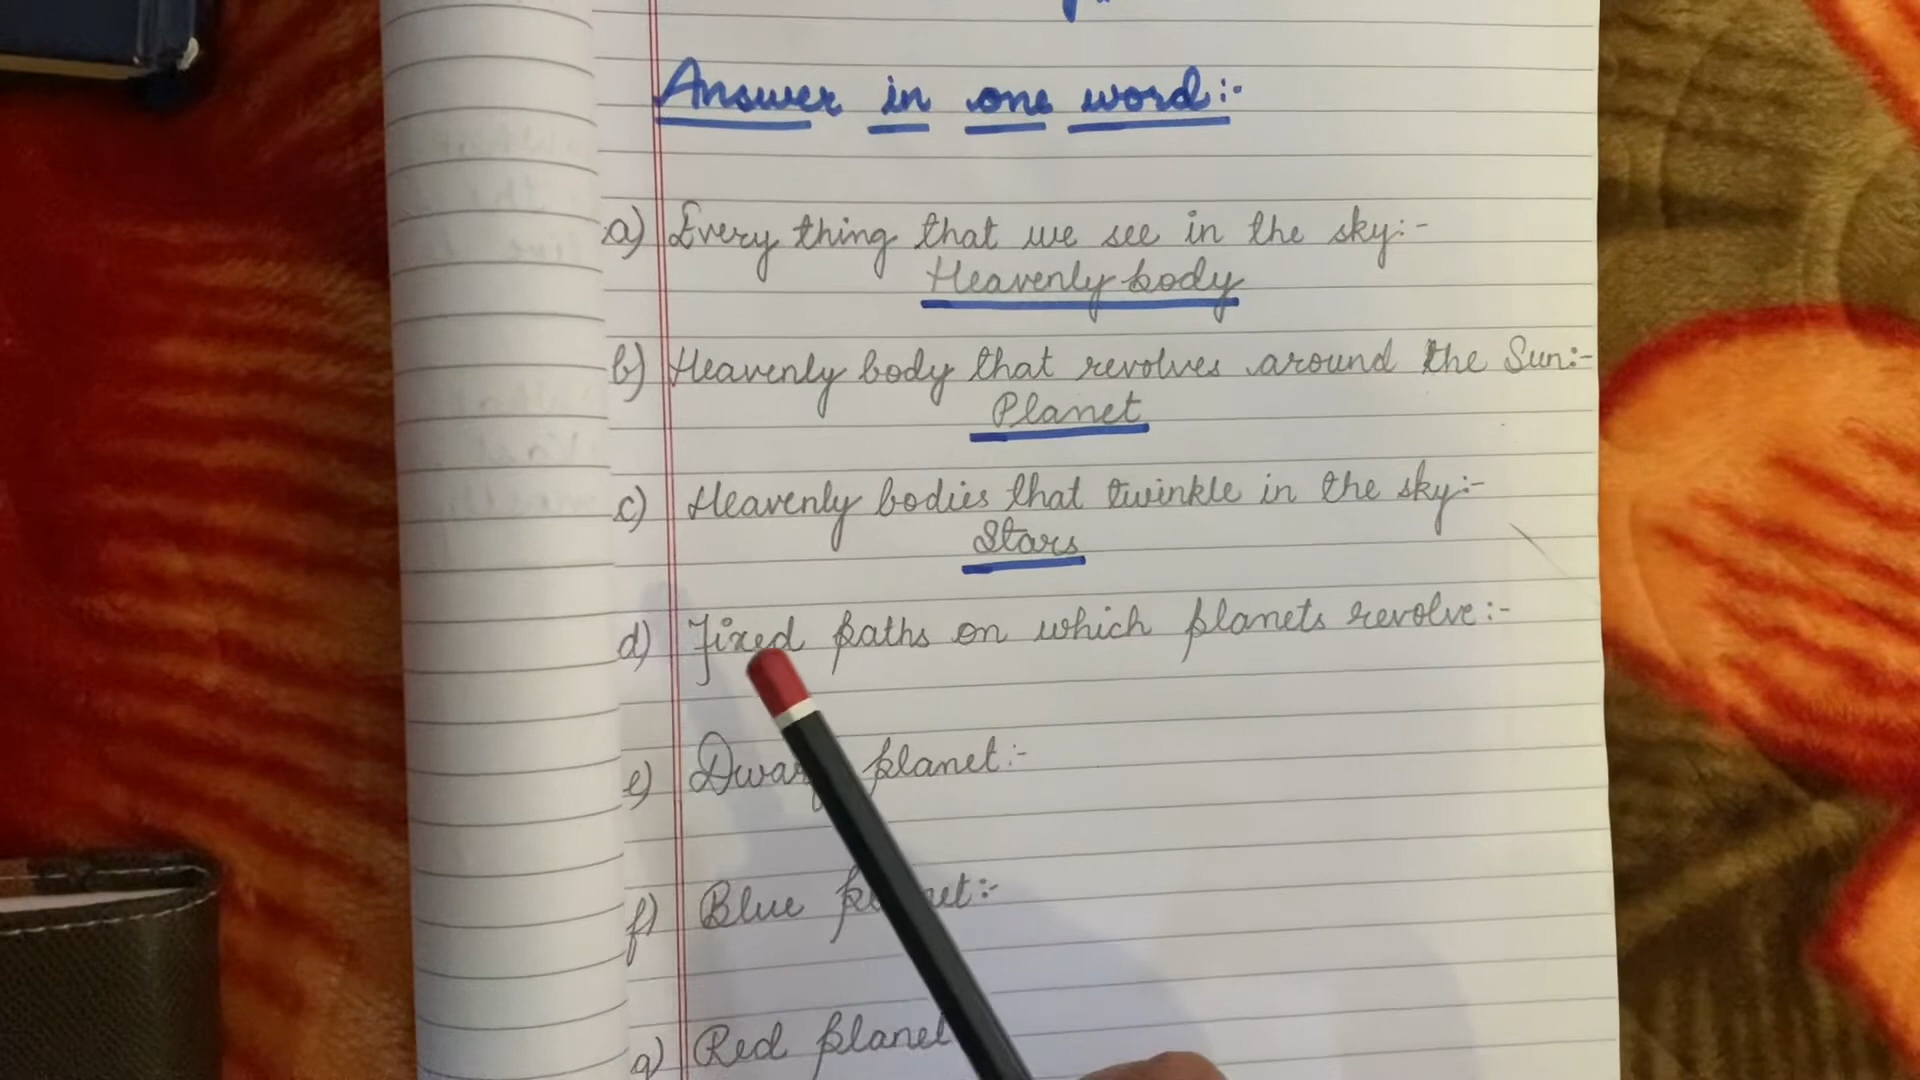 Answer in one word:-
a) Every thing that we see in the sky:-
Heavenly body
b) Heavenly body that revolves around the Sun:-
Planet
c) Heavenly bodies that twinkle in the sky:-
Stars
d) Fixed paths on which planets revolve:-
e) Dwarf planet:-
f) Blue planet:-
g) Red planet